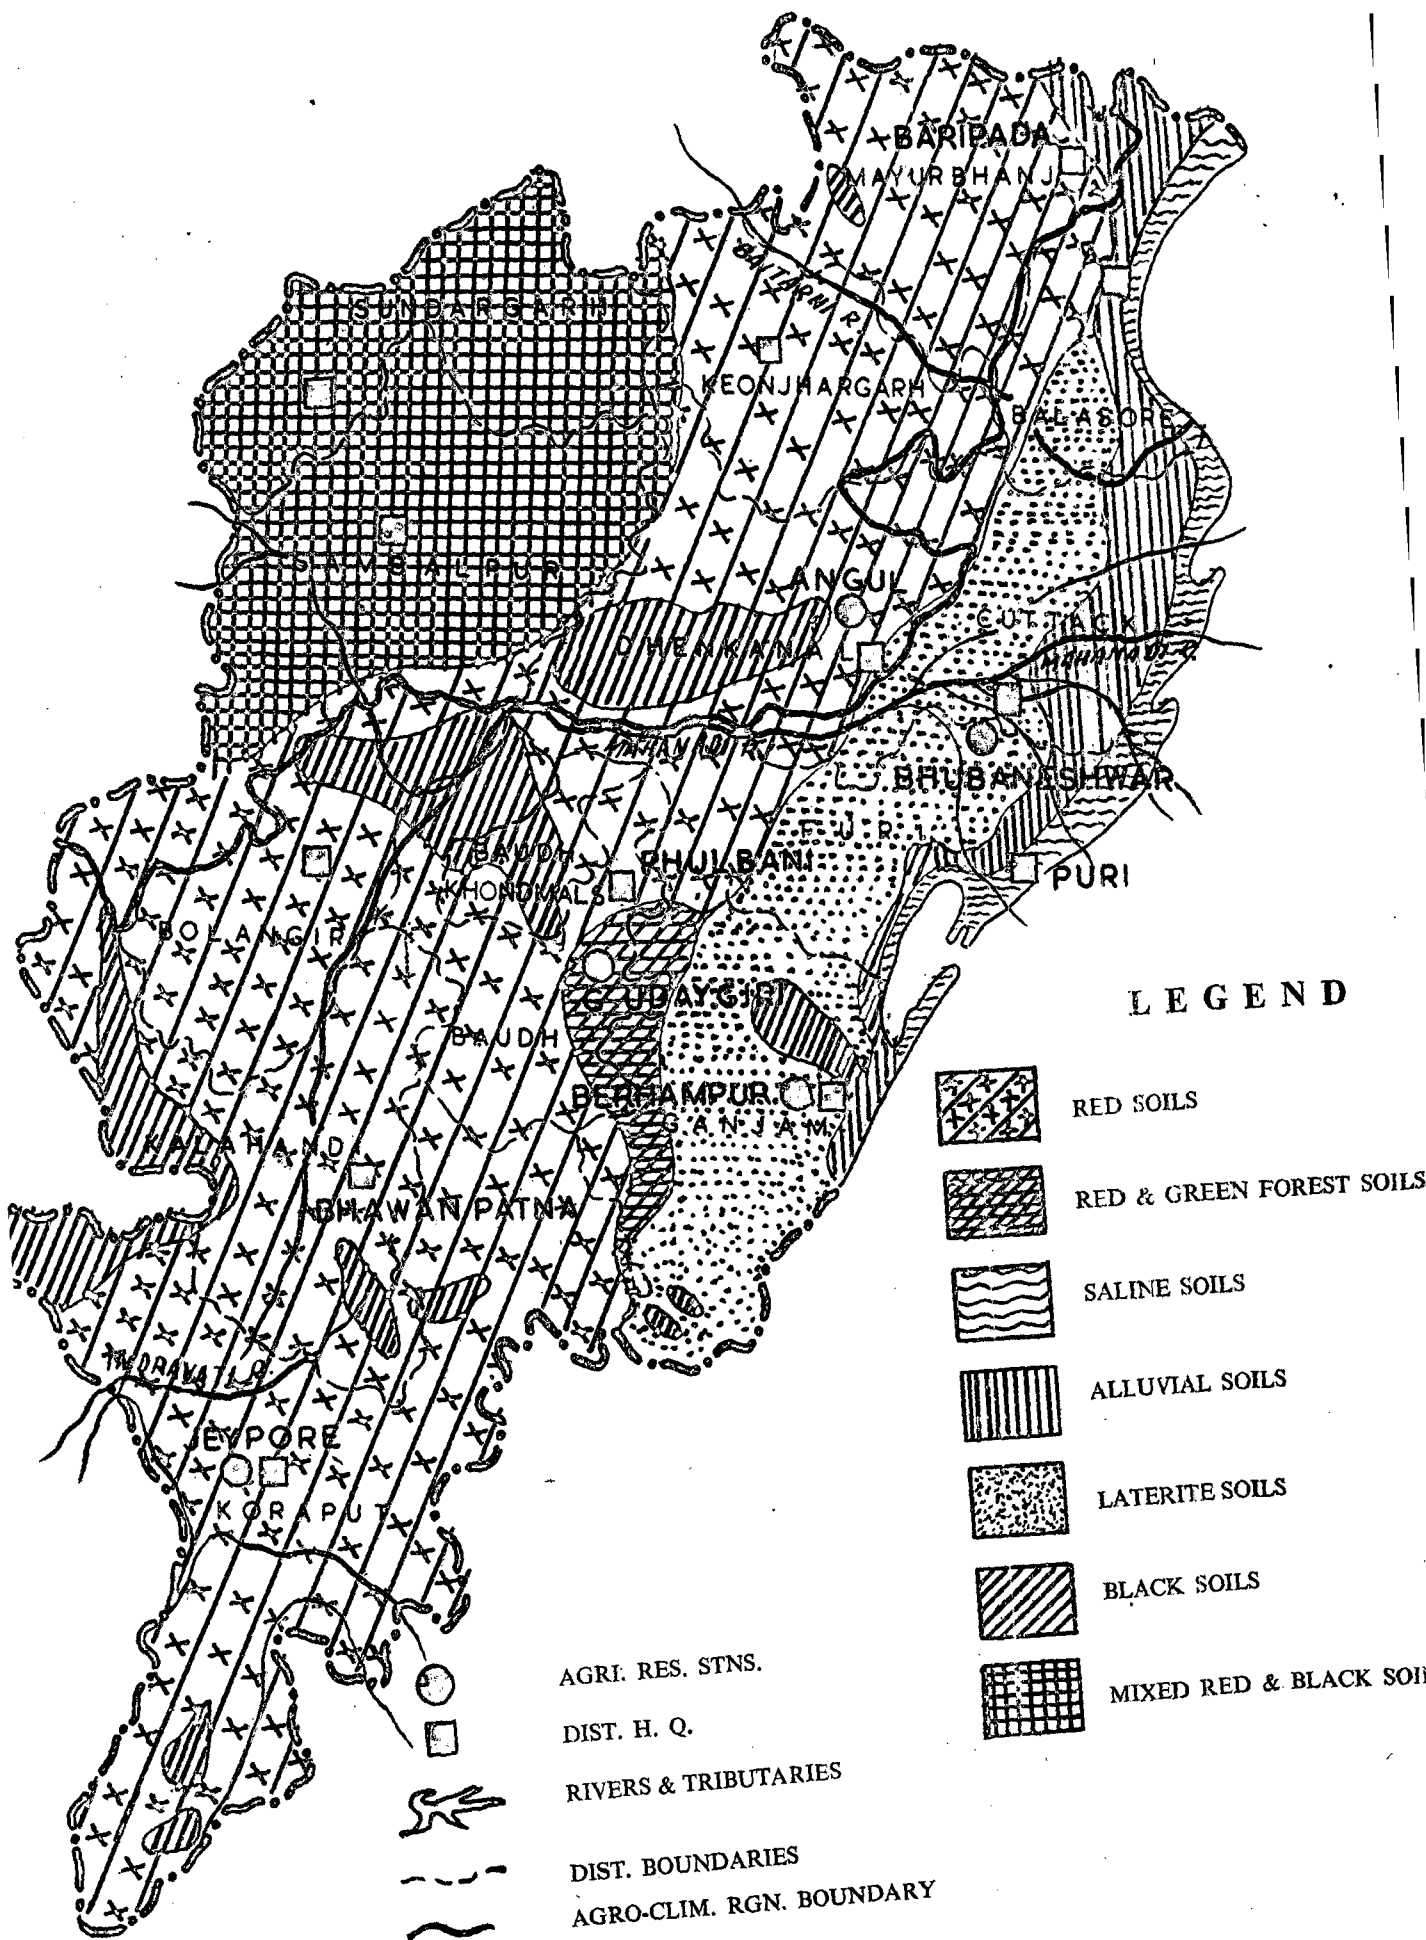 BARIPADA
MAYURBHANJ
BAITARNI R.
SUNDARGARH
KEONJHARGARH
BALASORE
SAMBALPUR
ANGUL
CUTTACK
DHENKANAL
MAHANADI R.
BHUBANESHWAR
PURI
BAUDH
PHULBANI
KHONDMALS
PURI
BOLANGIR
G. UDAYGIRI
LEGEND
BAUDH
BERHAMPUR
GANJAM
RED SOILS
KALAHANDI
BHAWANIPATNA
RED & GREEN FOREST SOILS
SALINE SOILS
INDRAVATI R.
ALLUVIAL SOILS
JEYPORE
KORAPUT
LATERITE SOILS
BLACK SOILS
AGRI. RES. STNS.
MIXED RED & BLACK SOI
DIST. H. Q.
RIVERS & TRIBUTARIES
DIST. BOUNDARIES
AGRO-CLIM. RGN. BOUNDARY